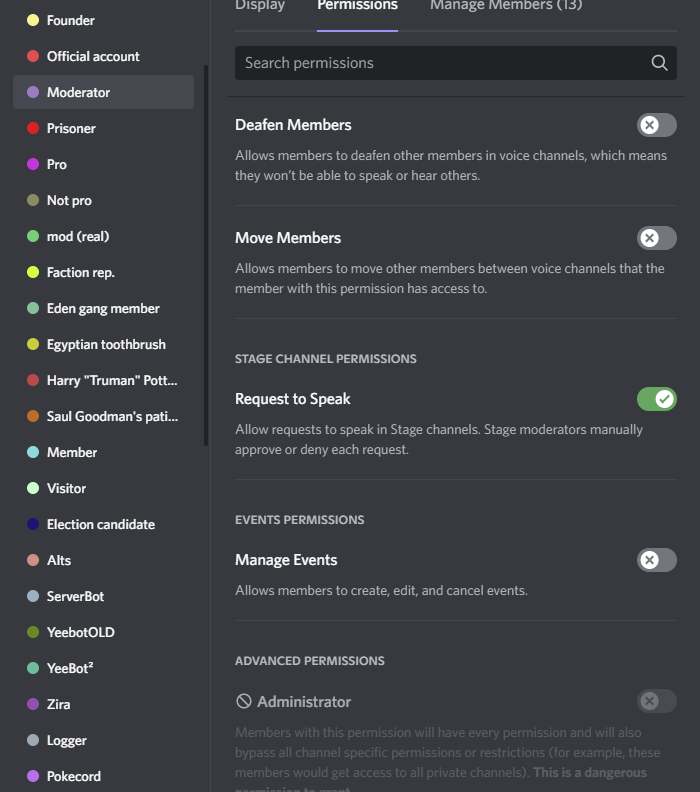 Founder
Official account
Moderator
Prisoner
Pro
Not pro
mod (real)
Faction rep.
Eden gang member
Egyptian toothbrush
Harry "Truman" Pott...
Saul Goodman's pati...
Member
Visitor
Election candidate
Alts
ServerBot
YeebotOLD
YeeBot²
Zira
Logger
Pokecord
Display Permissions Manage Members (13)
Search permissions
Deafen Members
Allows members to deafen other members in voice channels, which means
they won't be able to speak or hear others.
Move Members
Allows members to move other members between voice channels that the
member with this permission has access to.
STAGE CHANNEL PERMISSIONS
Request to Speak
Allow requests to speak in Stage channels. Stage moderators manually
approve or deny each request.
EVENTS PERMISSIONS
Manage Events
Allows members to create, edit, and cancel events.
ADVANCED PERMISSIONS
Administrator
Members with this permission will have every permission and will also
bypass all channel specific permissions or restrictions (for example, these
members would get access to all private channels). This is a dangerous
permission to grant.